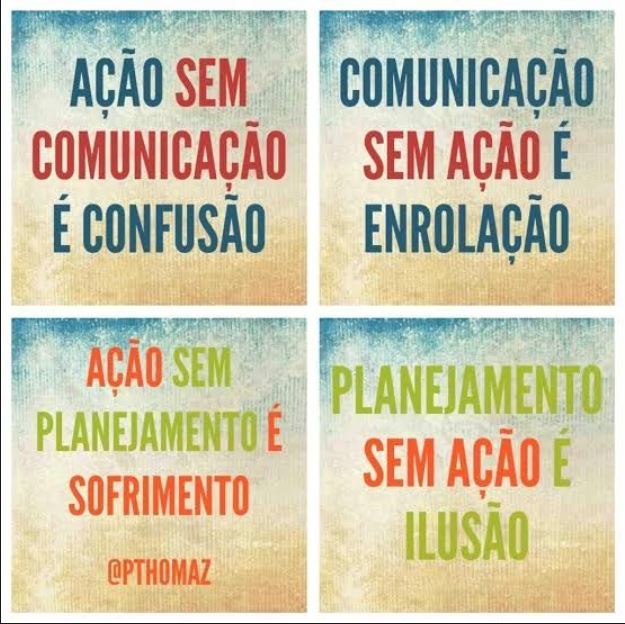 AÇÃO SEM
COMUNICAÇÃO
É CONFUSÃO
COMUNICAÇÃO
SEM AÇÃO É
ENROLAÇÃO
AÇÃO SEM
PLANEJAMENTO É
SOFRIMENTO
@PTHOMAZ
PLANEJAMENTO
SEM AÇÃO É
ILUSÃO